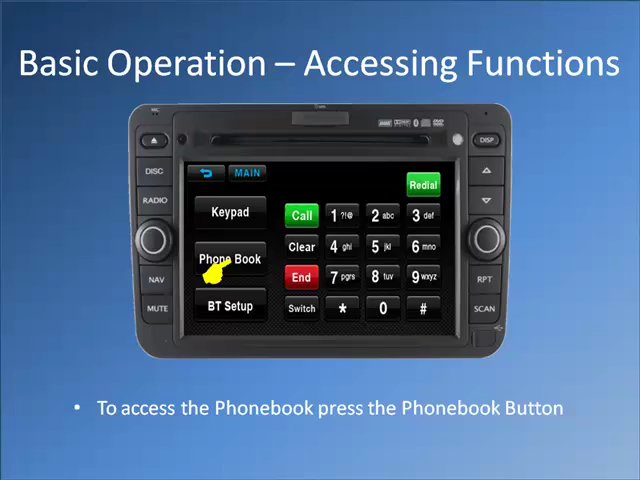 Basic Operation – Accessing Functions
MIC
DISP
DISC
RADIO
NAV
MUTE
RPT
SCAN
MAIN
Redial
Keypad
Call 1 ?!@ 2 abc 3 def
Phone Book
Clear 4 ghi 5 jkl 6 mno
End 7 pqrs 8 tuv 9 wxyz
BT Setup
Switch * 0 #
• To access the Phonebook press the Phonebook Button